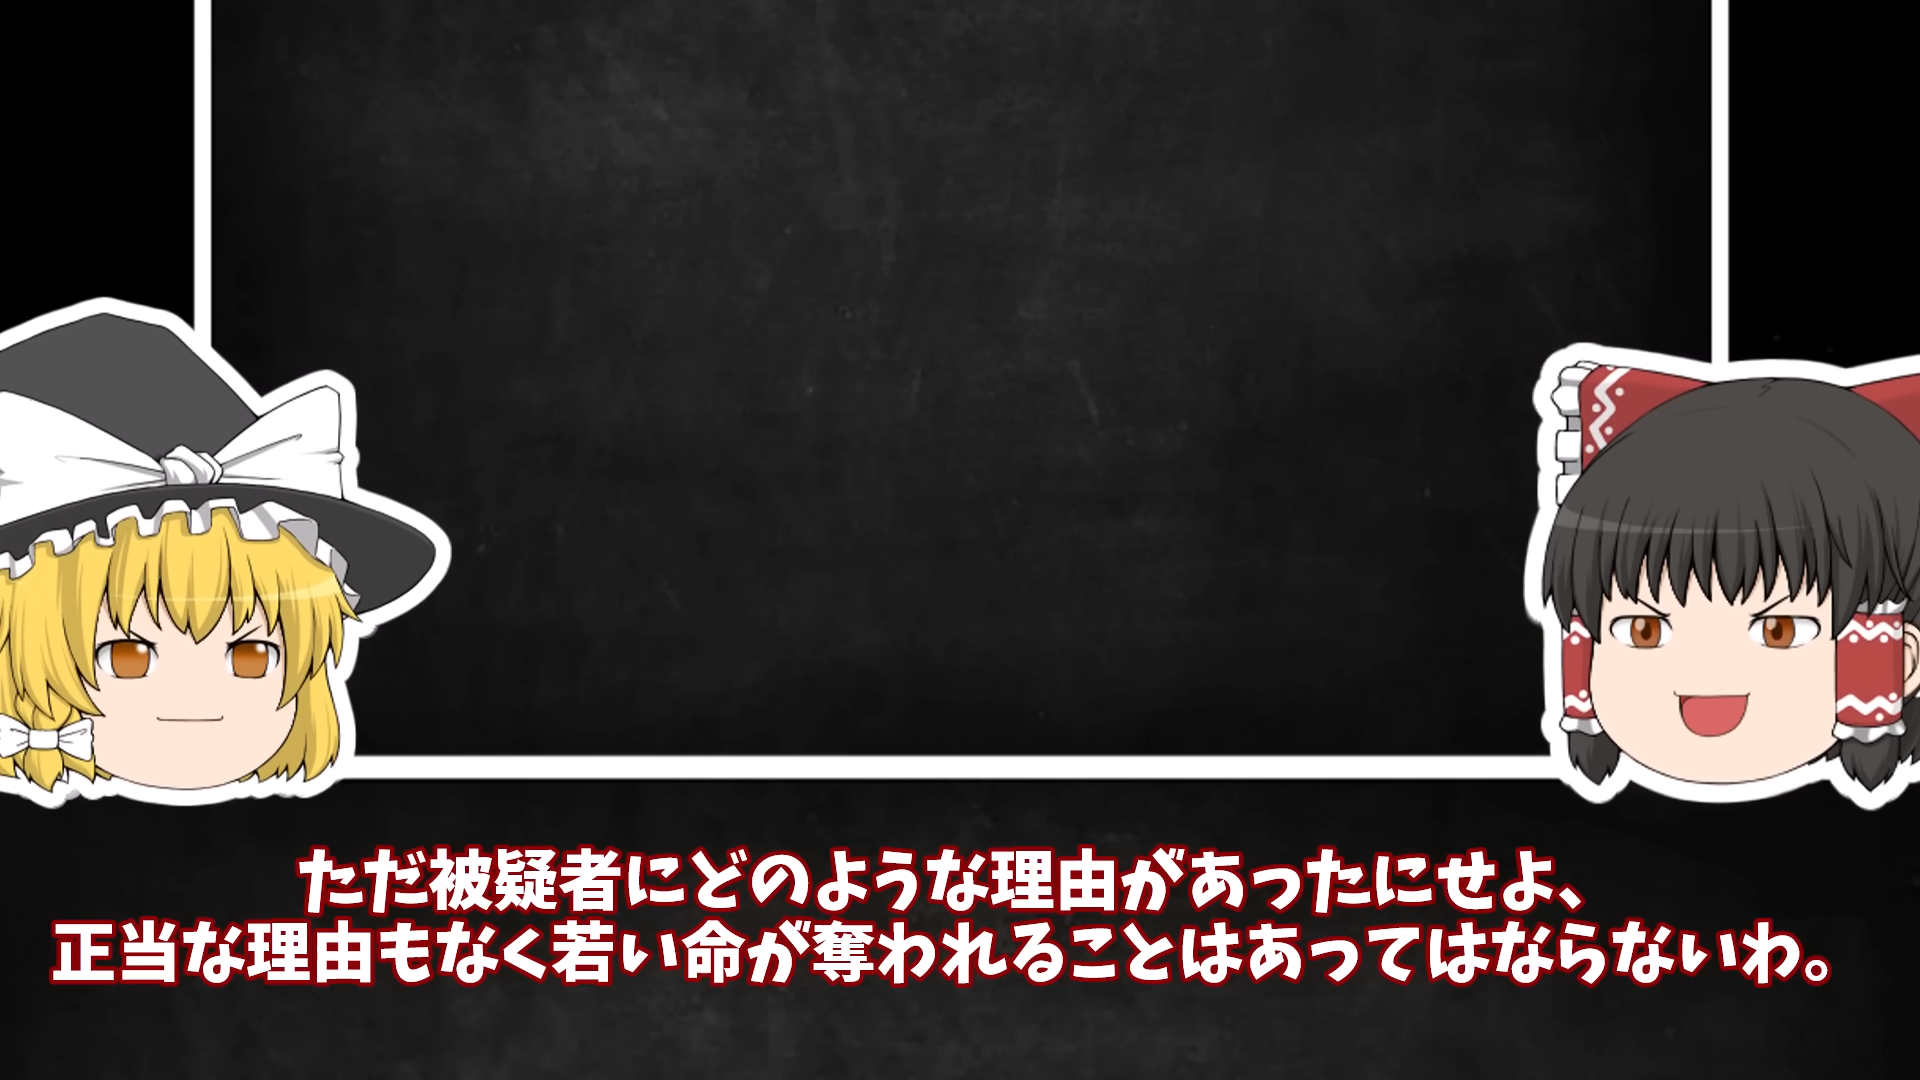 ただ被疑者にどのような理由があったにせよ、
正当な理由もなく若い命が奪われることはあってはならないわ。